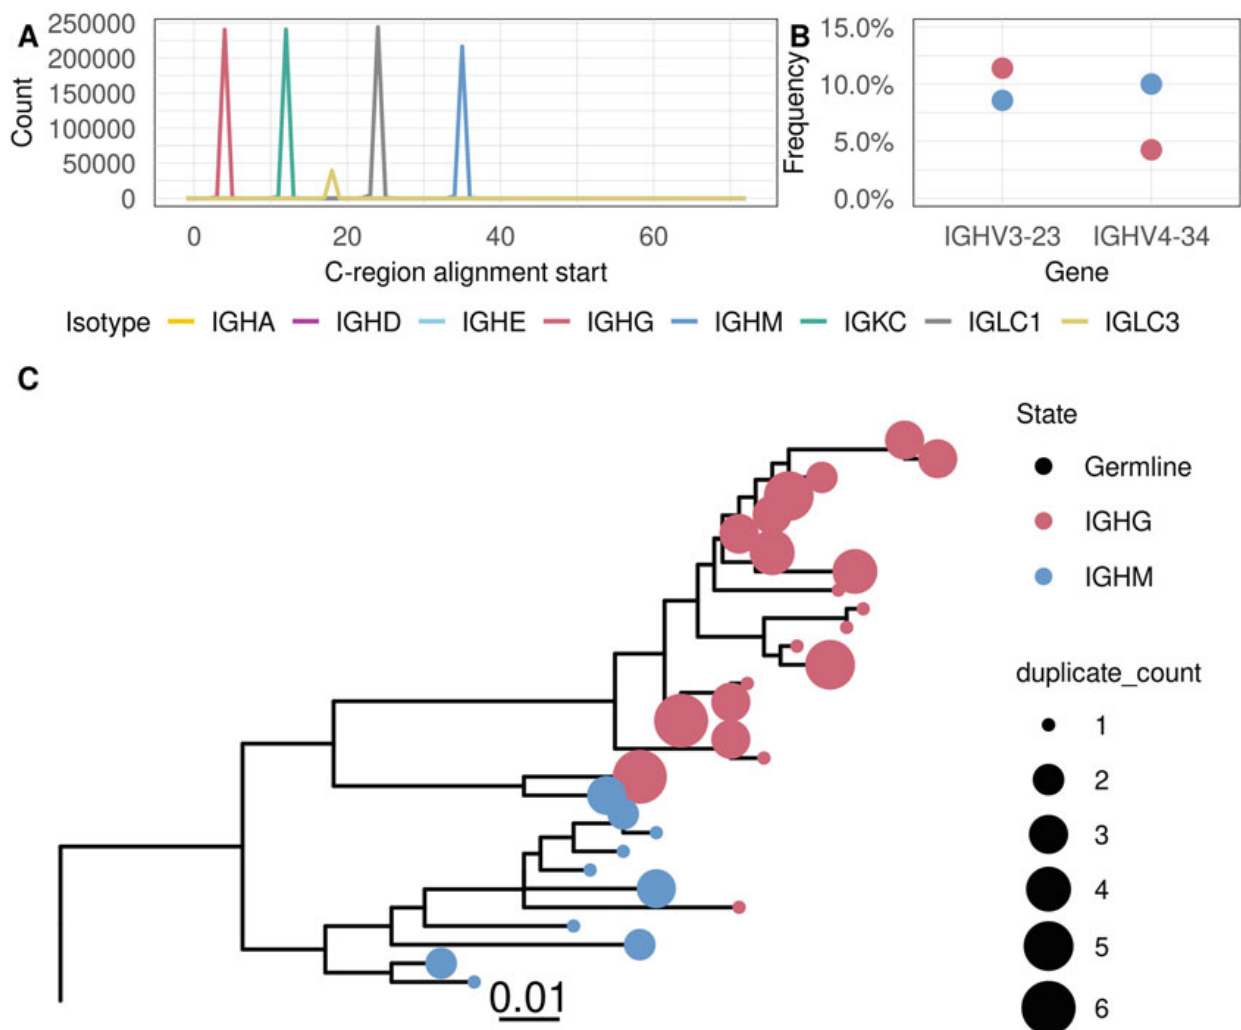 A
Count
250000
200000
150000
100000
50000
0
0 20 40 60
C-region alignment start
B
Frequency
15.0%
10.0%
5.0%
0.0%
IGHV3-23 IGHV4-34
Gene
Isotype IGHA IGHD IGHE IGHG IGHM IGKC IGLC1 IGLC3
C
State
Germline
IGHG
IGHM
duplicate_count
1
2
3
4
5
6
0.01